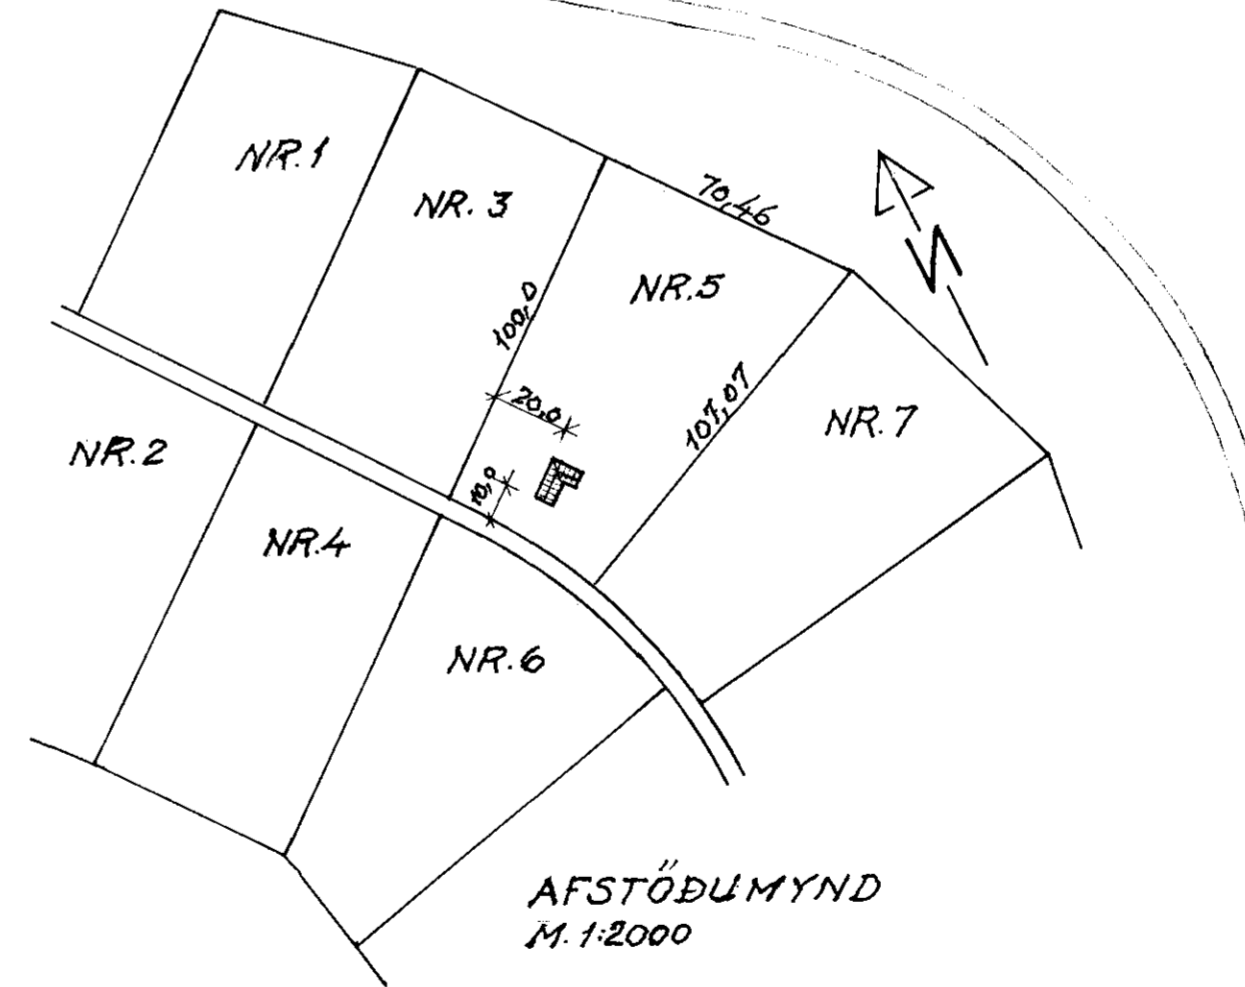 NR. 1
NR. 3
70,46
N
NR. 5
100,0
20,0
107,07
NR. 7
NR. 2
10,0
NR. 4
NR. 6
AFSTÖÐUMYND
M. 1:2000